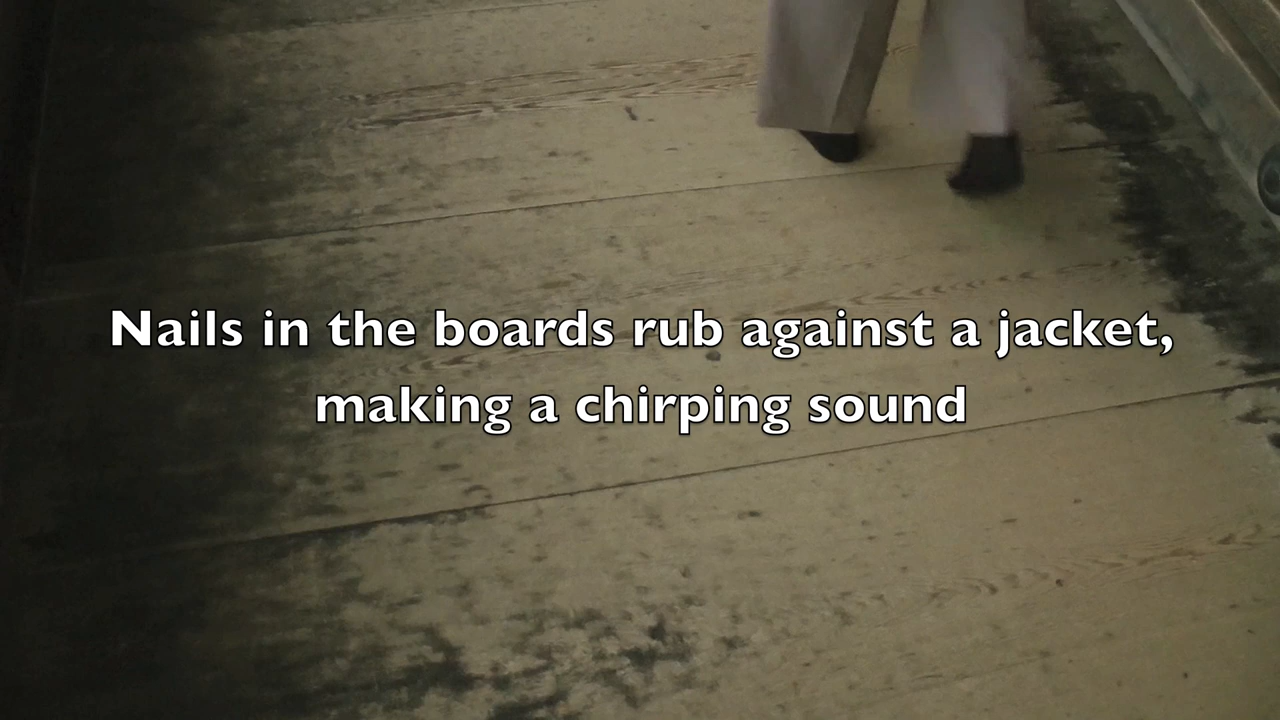 Nails in the boards rub against a jacket,
making a chirping sound